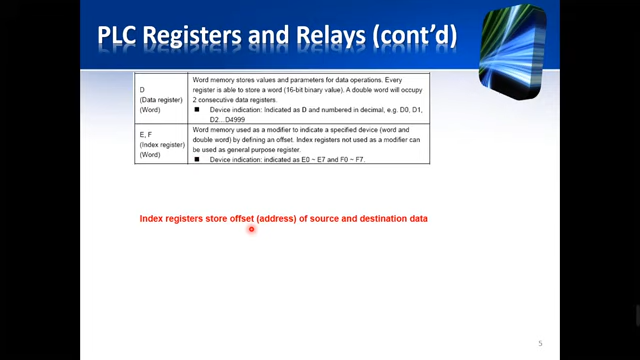 PLC Registers and Relays (cont’d)
D
(Data register)
(Word)
Word memory stores values and parameters for data operations. Every
register is able to store a word (16-bit binary value). A double word will occupy
2 consecutive data registers.
■ Device indication: Indicated as D and numbered in decimal, e.g. D0, D1,
D2…D4999
E, F
(Index register)
(Word)
Word memory used as a modifier to indicate a specified device (word and
double word) by defining an offset. Index registers not used as a modifier can
be used as general purpose register.
■ Device indication: indicated as E0 ~ E7 and F0 ~ F7.
Index registers store offset (address) of source and destination data
5